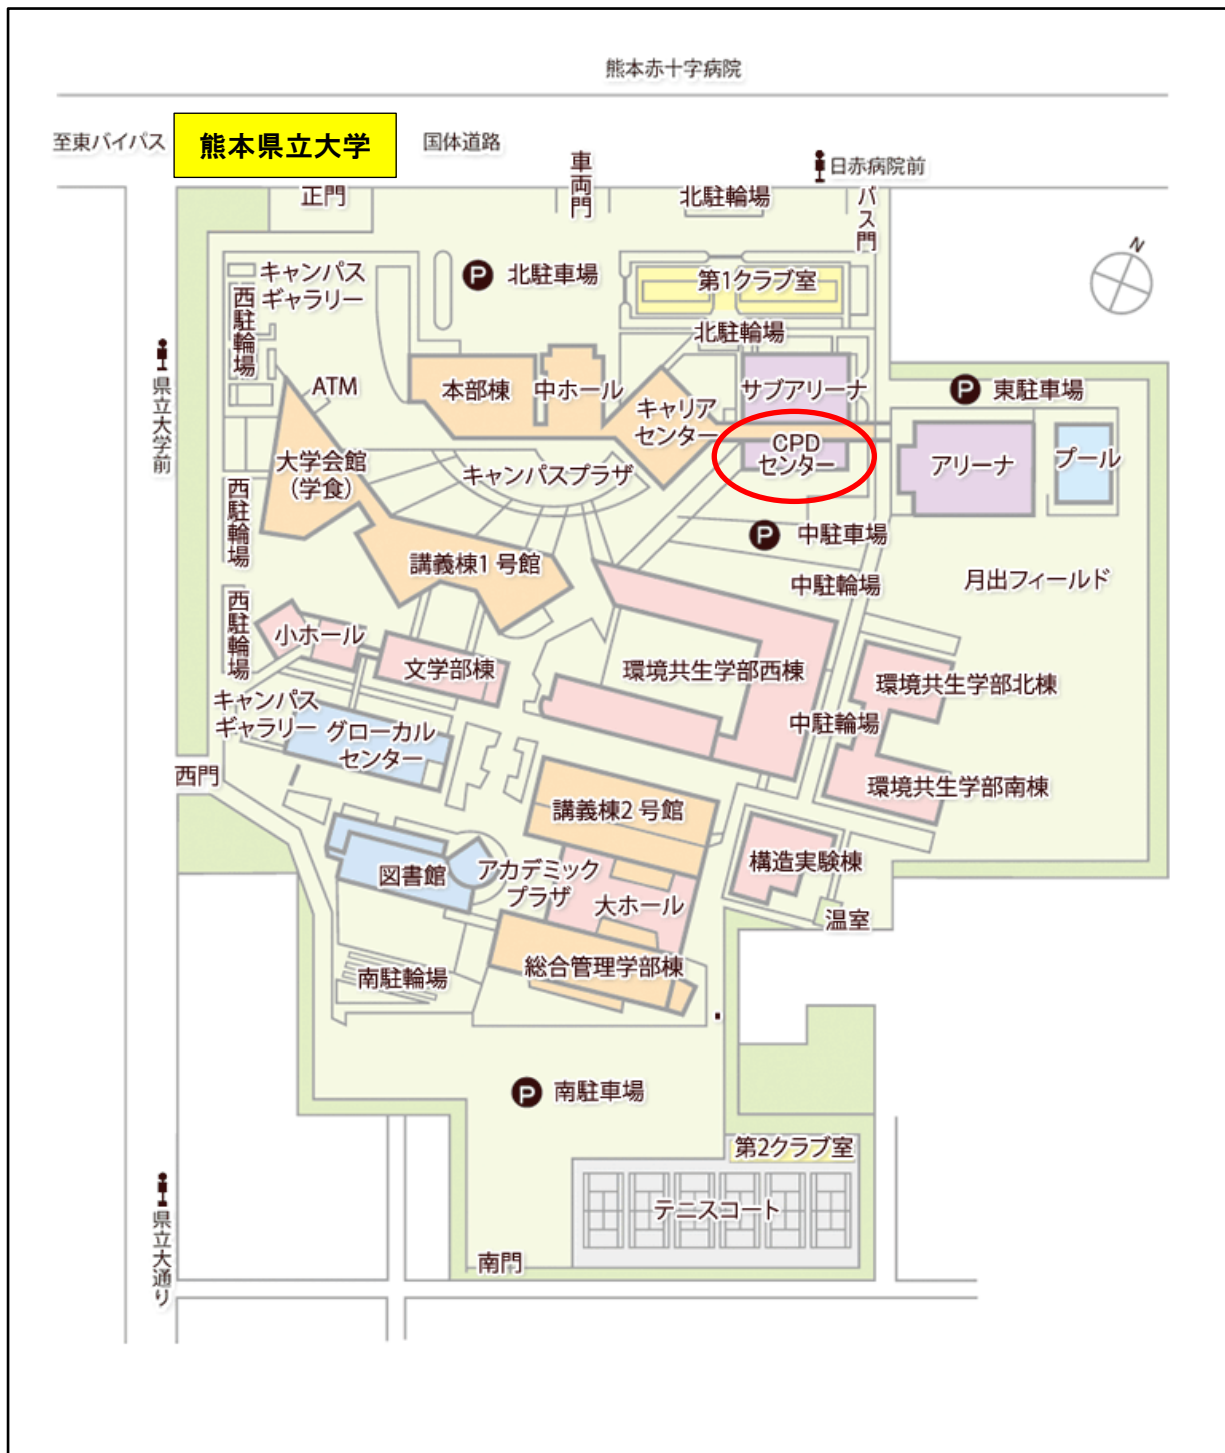 熊本赤十字病院
至東バイパス
熊本県立大学
国体道路
日赤病院前
正門
車両門
北駐輪場
バス門
N
キャンパス
ギャラリー
P 北駐車場
第1クラブ室
西駐輪場
北駐輪場
県立大学前
ATM
本部棟
中ホール
キャリア
センター
サブアリーナ
P 東駐車場
CPD
センター
アリーナ
プール
大学会館
(学食)
キャンパスプラザ
西駐輪場
P 中駐車場
講義棟1 号館
中駐輪場
月出フィールド
西駐輪場
小ホール
文学部棟
環境共生学部西棟
環境共生学部北棟
キャンパス
ギャラリー
グローカル
センター
中駐輪場
西門
環境共生学部南棟
講義棟2 号館
図書館
アカデミック
プラザ
大ホール
構造実験棟
温室
南駐輪場
総合管理学部棟
P 南駐車場
第2クラブ室
テニスコート
県立大通り
南門